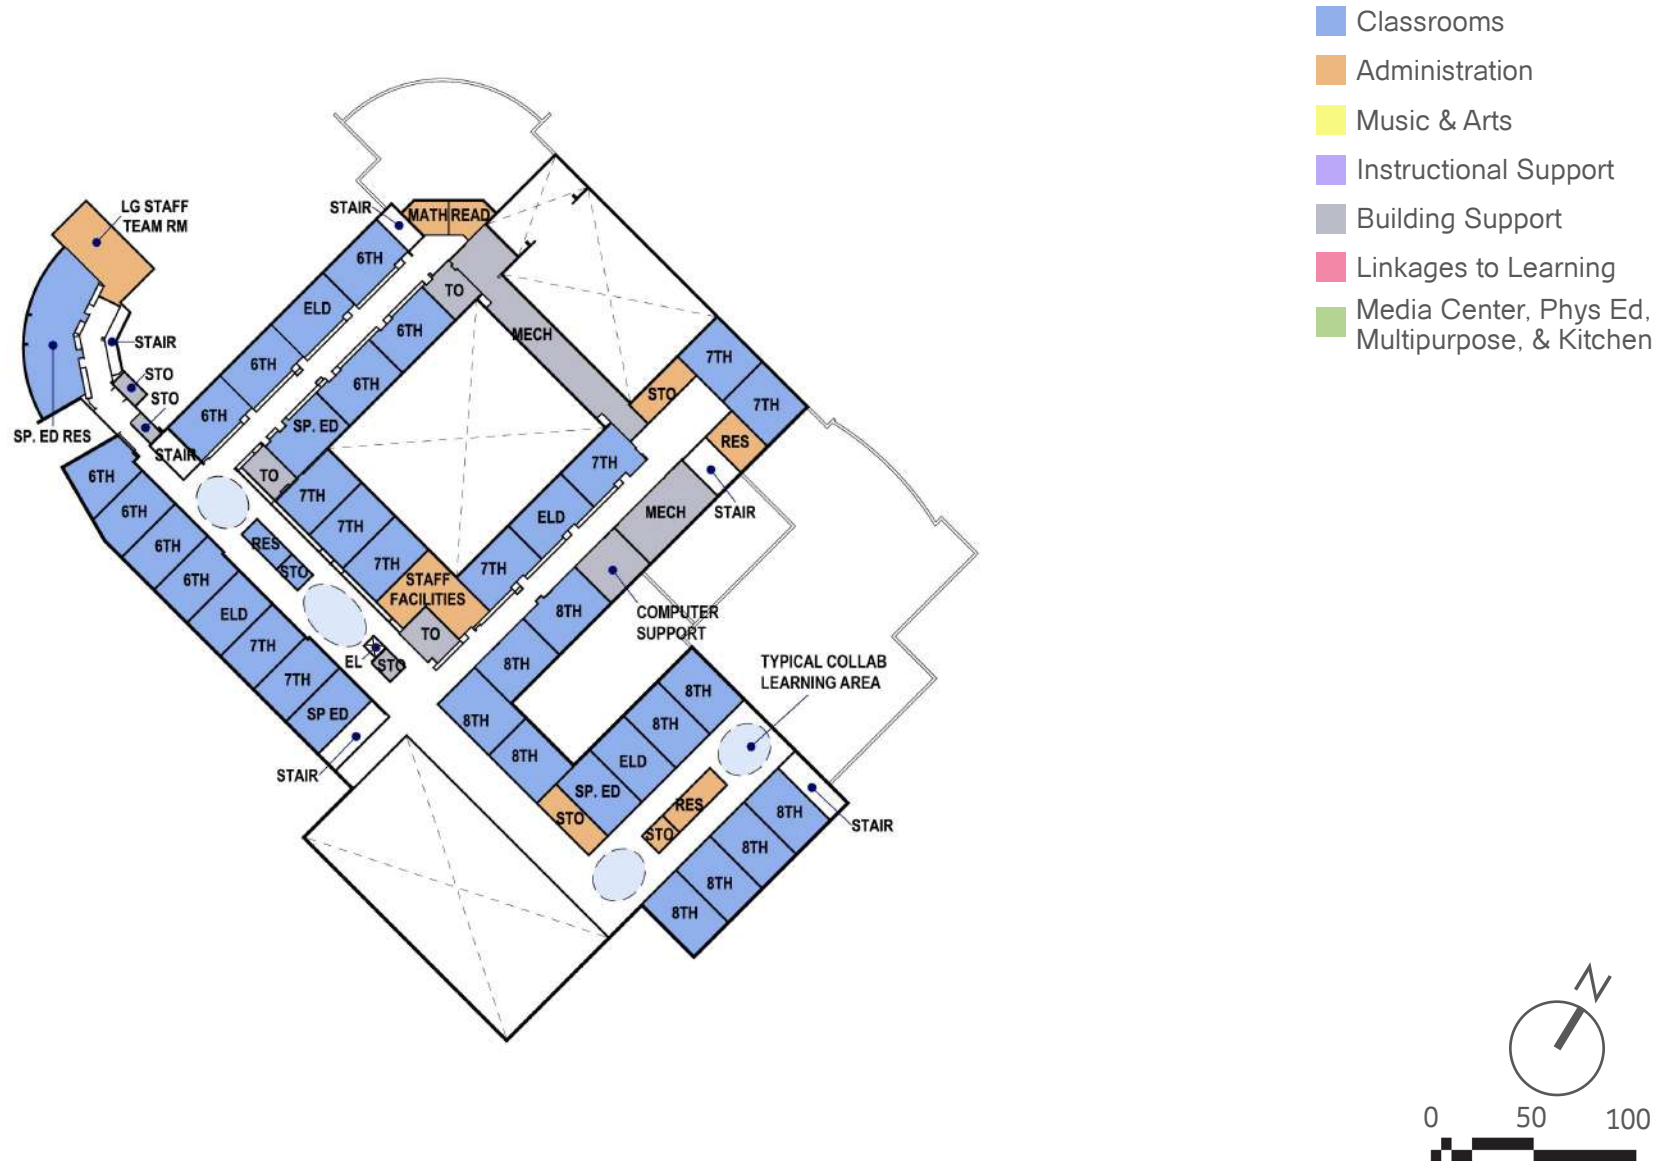 Classrooms
Administration
Music & Arts
Instructional Support
Building Support
Linkages to Learning
Media Center, Phys Ed,
Multipurpose, & Kitchen
LG STAFF
TEAM RM
STAIR
MATH READ
6TH
TO
ELD
6TH
MECH
STAIR
7TH
6TH
6TH
STO
STO
STO
7TH
6TH
SP. ED
SP. ED RES
RES
STAIR
7TH
6TH
TO
7TH
6TH
MECH
STAIR
7TH
ELD
6TH
RES
7TH
7TH
STO
STAFF
FACILITIES
6TH
7TH
8TH
ELD
COMPUTER
SUPPORT
TO
7TH
EL
STO
8TH
TYPICAL COLLAB
LEARNING AREA
7TH
8TH
SP ED
8TH
8TH
8TH
ELD
STAIR
SP. ED
STO
RES
STO
8TH
STAIR
8TH
8TH
8TH
N
0 50 100